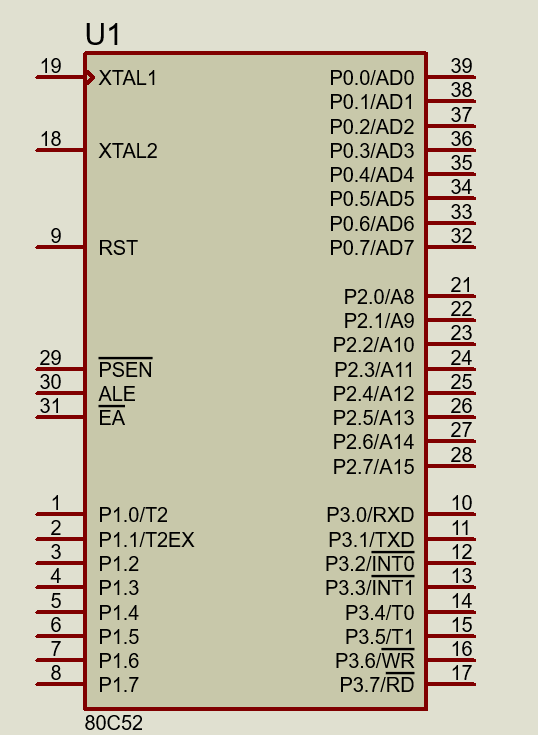 U1
19 XTAL1 P0.0/AD0 39
P0.1/AD1 38
P0.2/AD2 37
18 XTAL2 P0.3/AD3 36
P0.4/AD4 35
P0.5/AD5 34
P0.6/AD6 33
9 RST P0.7/AD7 32
P2.0/A8 21
P2.1/A9 22
P2.2/A10 23
29 PSEN P2.3/A11 24
30 ALE P2.4/A12 25
31 EA P2.5/A13 26
P2.6/A14 27
P2.7/A15 28
1 P1.0/T2 P3.0/RXD 10
2 P1.1/T2EX P3.1/TXD 11
3 P1.2 P3.2/INT0 12
4 P1.3 P3.3/INT1 13
5 P1.4 P3.4/T0 14
6 P1.5 P3.5/T1 15
7 P1.6 P3.6/WR 16
8 P1.7 P3.7/RD 17
80C52